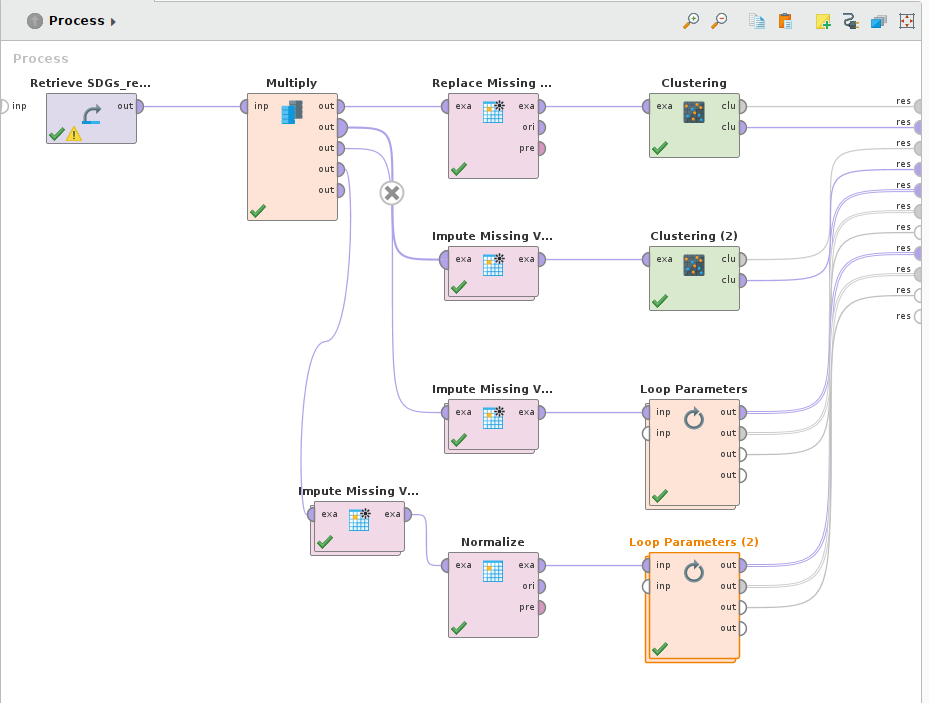 Process
Process
Retrieve SDGs_re...
inp
out
Multiply
inp
out
out
out
out
out
Replace Missing ...
exa
exa
ori
pre
Clustering
exa
clu
clu
res
res
res
res
res
res
res
res
res
res
res
Impute Missing V...
exa
exa
Clustering (2)
exa
clu
clu
Impute Missing V...
exa
exa
Loop Parameters
inp
out
inp
out
out
out
Impute Missing V...
exa
exa
Normalize
exa
exa
ori
pre
Loop Parameters (2)
inp
out
inp
out
out
out